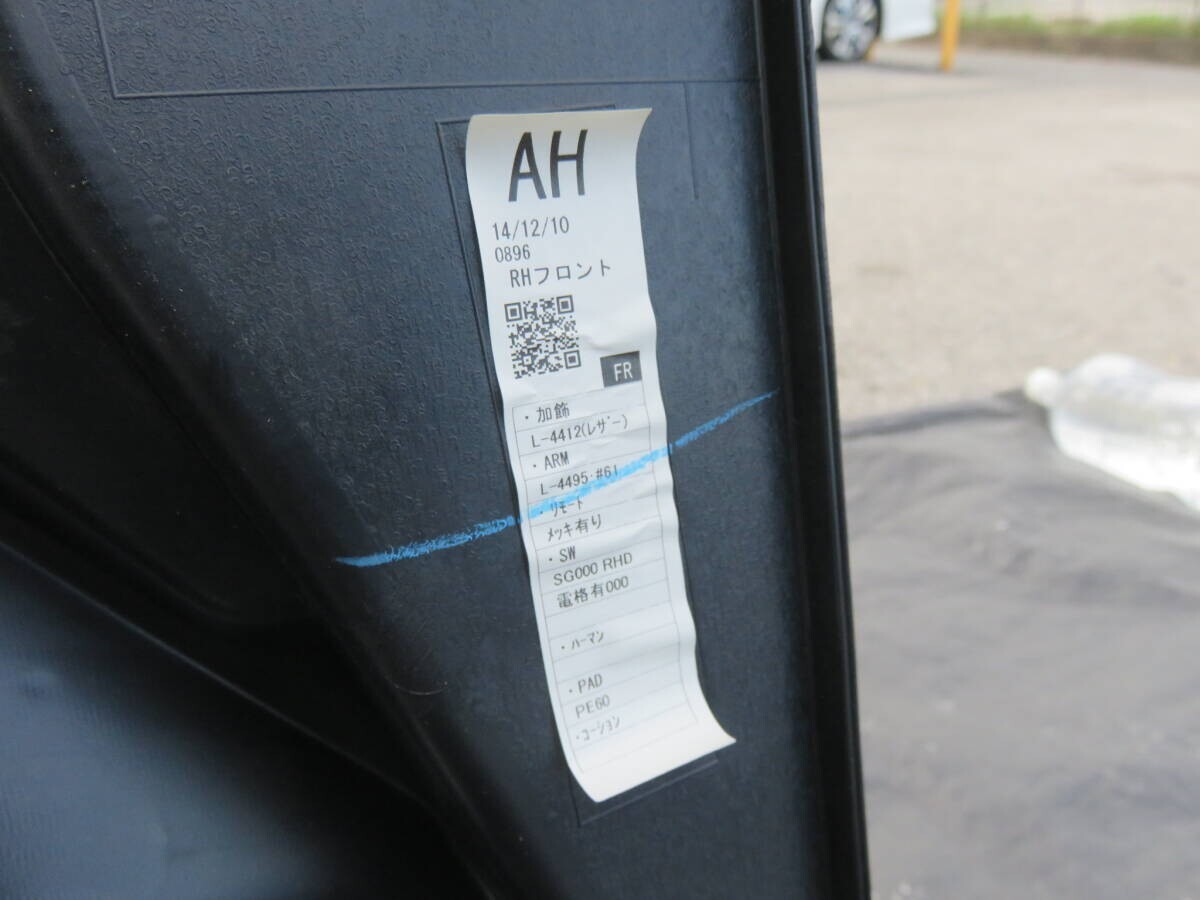 AH
14/12/10
0896
RHフロント
FR
・加飾
L-4412(レザー)
・ARM
L-4495・#61
・リモート
メッキ有り
・SW
SG000 RHD
電格有000
・ハーマン
・PAD
PE60
・コーション